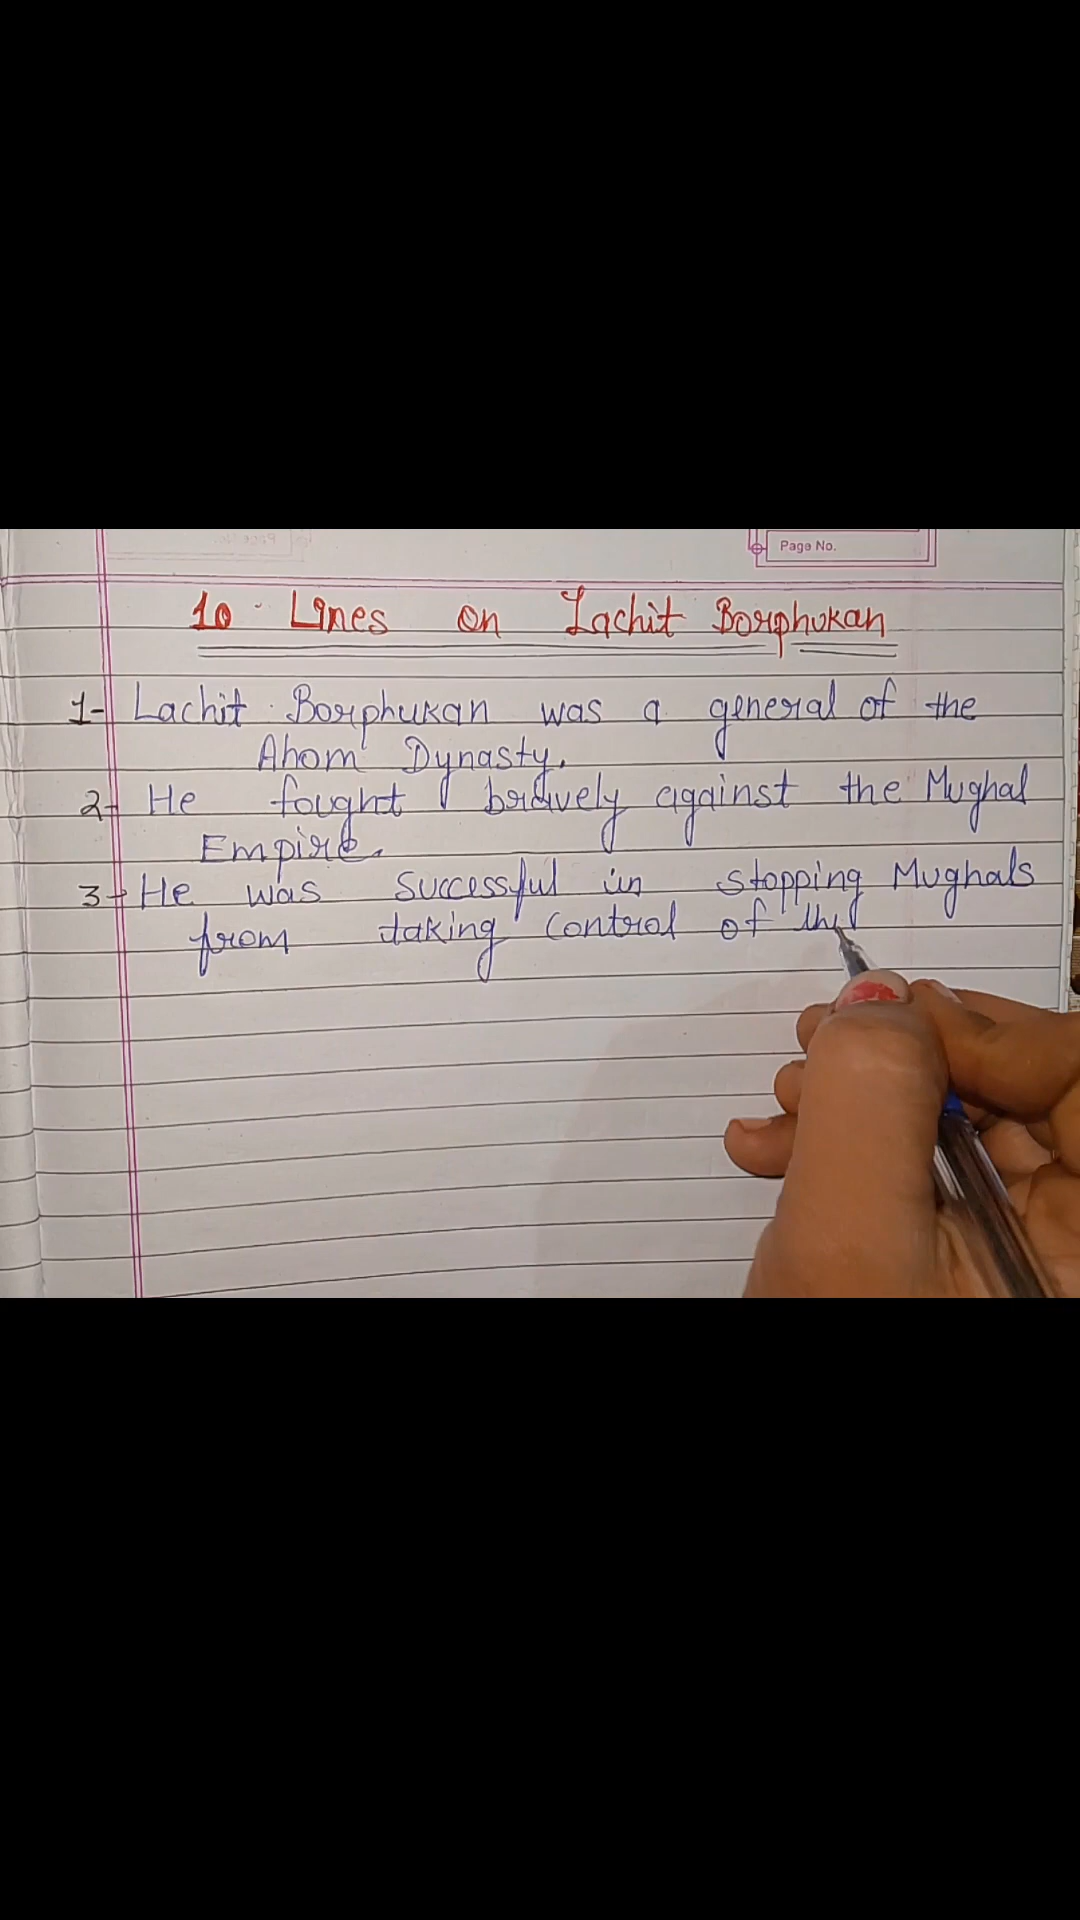 Page No.
10 Lines on Lachit Borphukan
1- Lachit Borphukan was a general of the
Ahom Dynasty.
2- He fought bravely against the Mughal
Empire.
3- He was successful in stopping Mughals
from taking control of